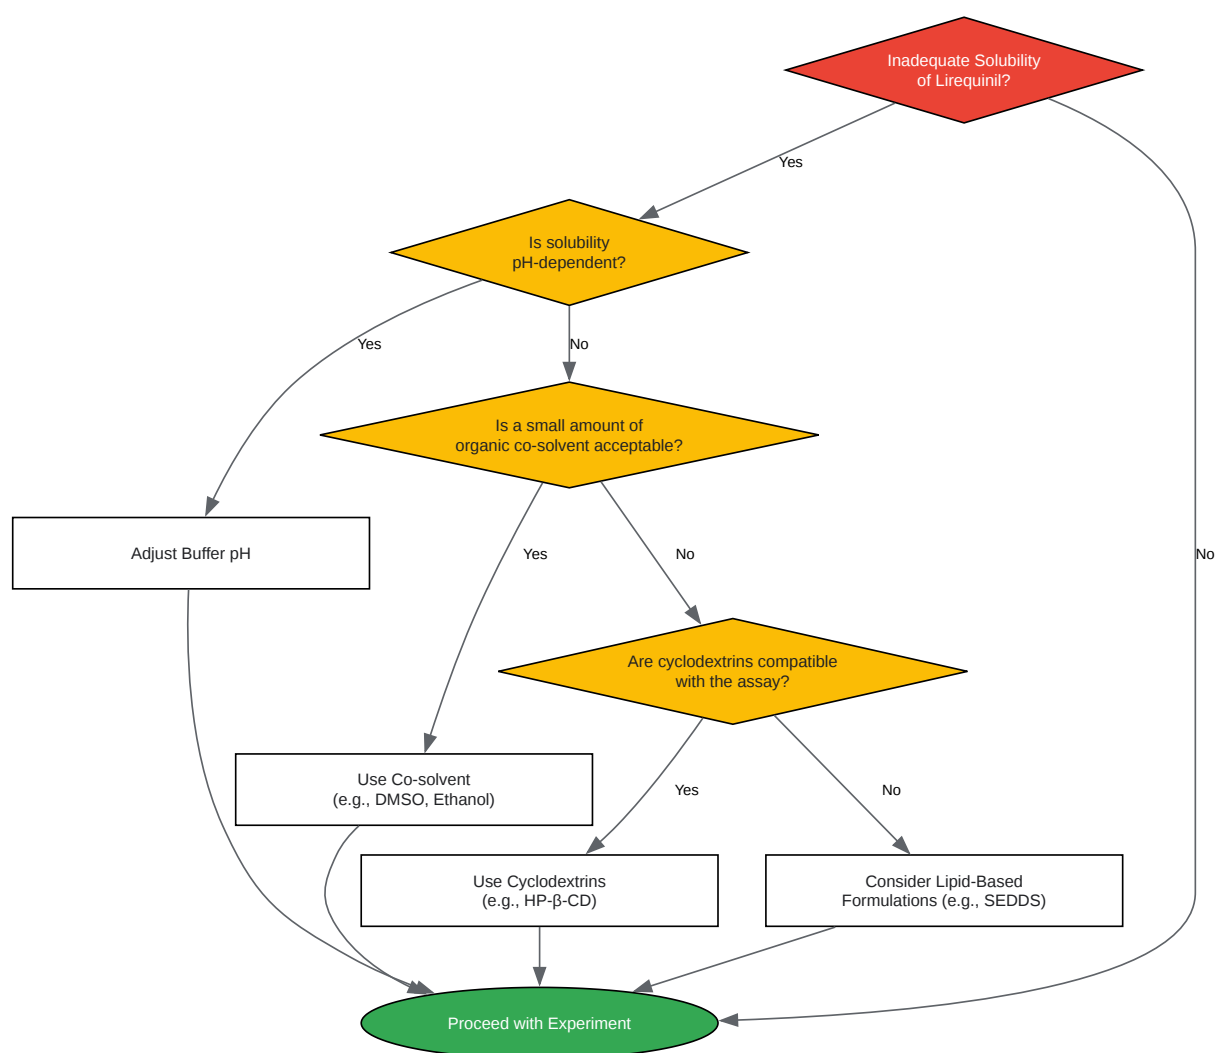 Inadequate Solubility
of Lirequinil?
Yes
Is solubility
pH-dependent?
Yes
No
Is a small amount of
organic co-solvent acceptable?
Adjust Buffer pH
Yes
No
No
Are cyclodextrins compatible
with the assay?
Use Co-solvent
(e.g., DMSO, Ethanol)
Yes
No
Use Cyclodextrins
(e.g., HP-β-CD)
Consider Lipid-Based
Formulations (e.g., SEDDS)
Proceed with Experiment